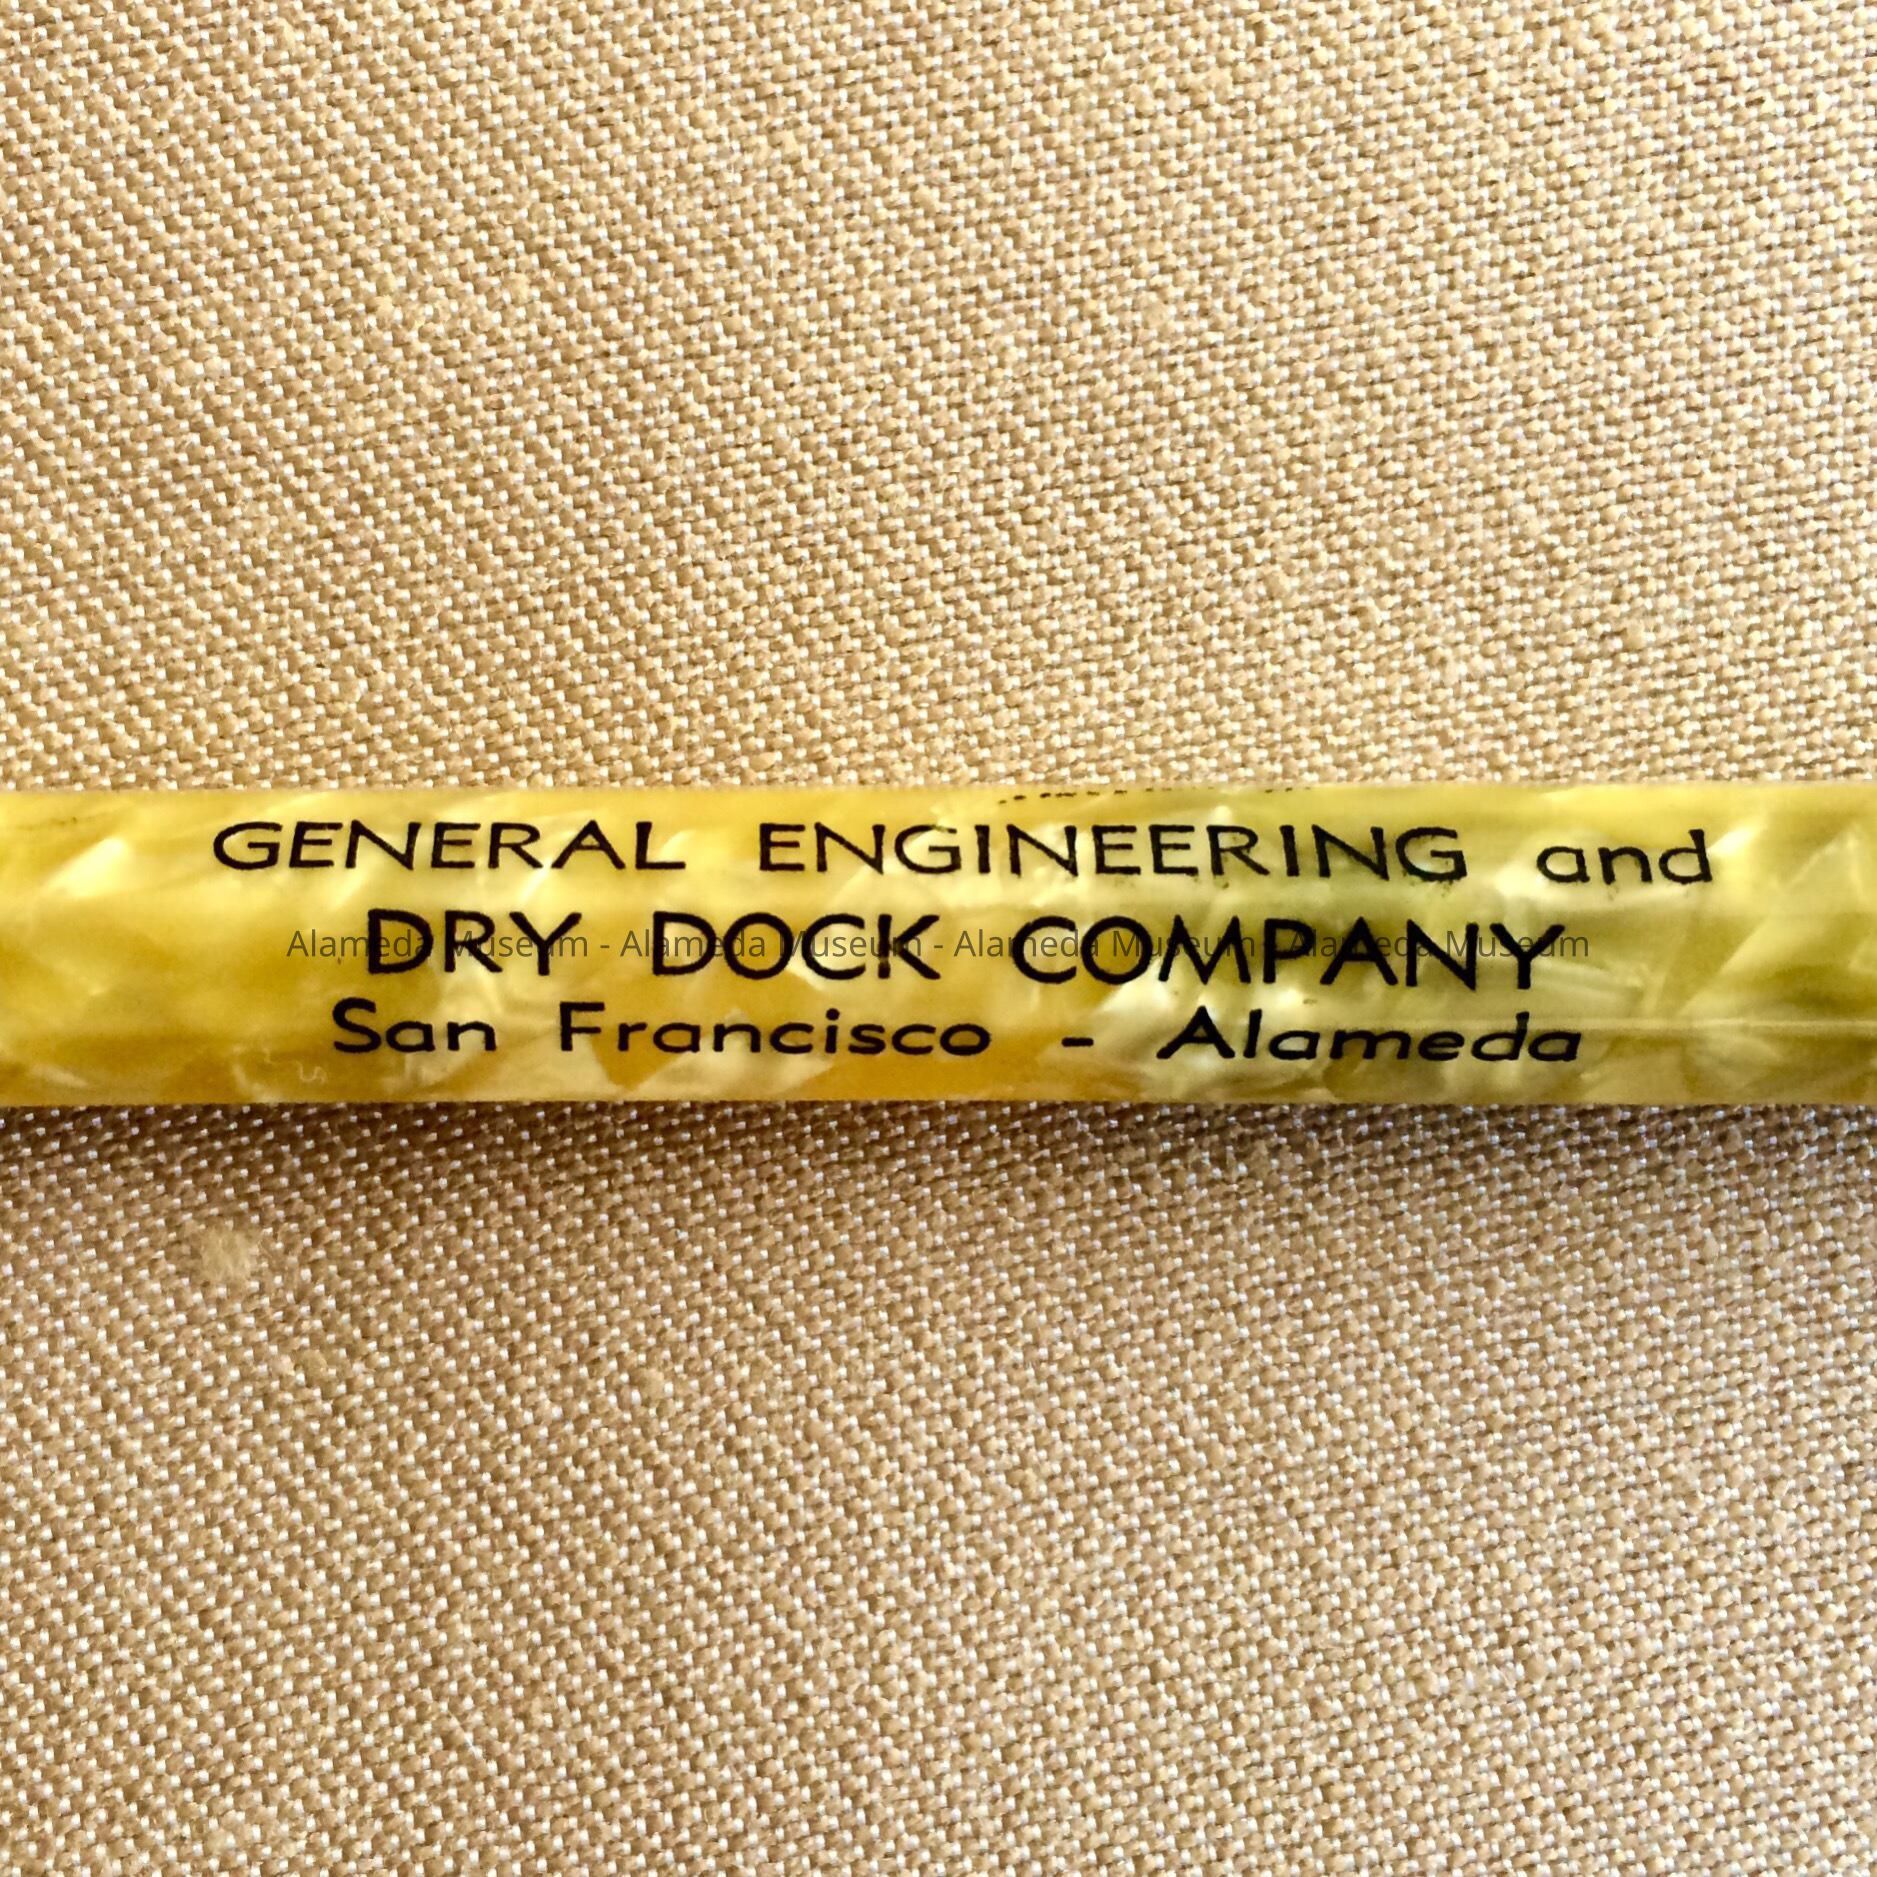 GENERAL ENGINEERING and
DRY DOCK COMPANY
Alameda Museum - Alameda Museum - Alameda Museum - Alameda Museum
San Francisco - Alameda